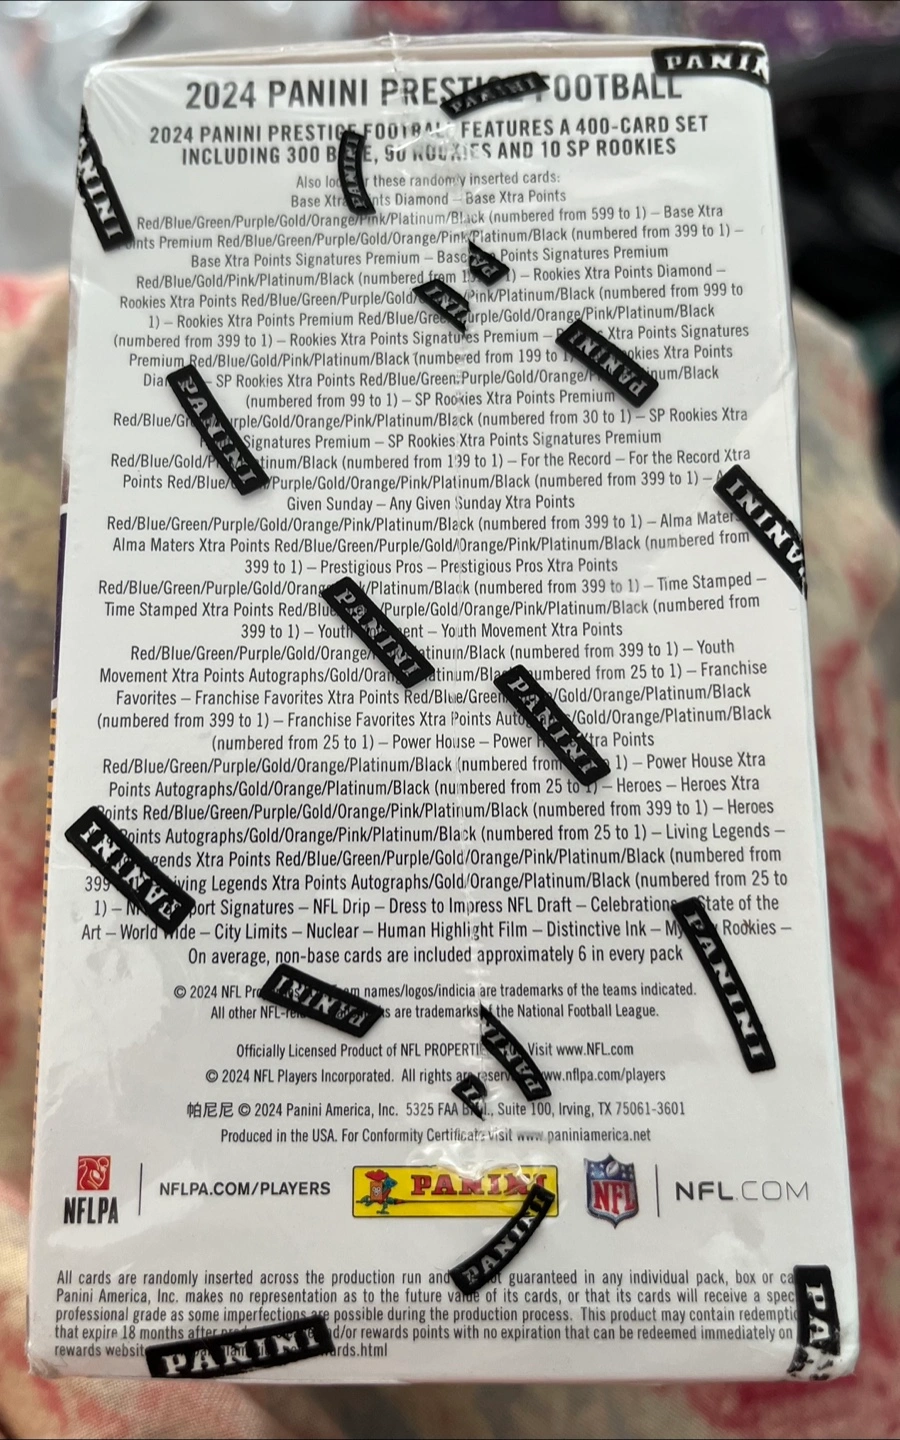 2024 PANINI PRESTIGE FOOTBALL
2024 PANINI PRESTIGE FOOTBALL FEATURES A 400-CARD SET
INCLUDING 300 BASE, 90 ROOKIES AND 10 SP ROOKIES
Also look for these randomly inserted cards:
Base Xtra Points Diamond – Base Xtra Points
Red/Blue/Green/Purple/Gold/Orange/Pink/Platinum/Black (numbered from 599 to 1) – Base Xtra
Points Premium Red/Blue/Green/Purple/Gold/Orange/Pink/Platinum/Black (numbered from 399 to 1) –
Base Xtra Points Signatures Premium – Base Points Signatures Premium
Red/Blue/Gold/Pink/Platinum/Black (numbered from 1) – Rookies Xtra Points Diamond –
Rookies Xtra Points Red/Blue/Green/Purple/Gold/ Pink/Platinum/Black (numbered from 999 to
1) – Rookies Xtra Points Premium Red/Blue/Green/Purple/Gold/Orange/Pink/Platinum/Black
(numbered from 399 to 1) – Rookies Xtra Points Signatures Premium – Xtra Points Signatures
Premium Red/Blue/Gold/Pink/Platinum/Black (numbered from 199 to 1) Rookies Xtra Points
Diamond – SP Rookies Xtra Points Red/Blue/Green/Purple/Gold/Orange/ Platinum/Black
(numbered from 99 to 1) – SP Rookies Xtra Points Premium
Red/Blue/Green/Purple/Gold/Orange/Pink/Platinum/Black (numbered from 30 to 1) – SP Rookies Xtra
Signatures Premium – SP Rookies Xtra Points Signatures Premium
Red/Blue/Gold/Platinum/Black (numbered from 199 to 1) – For the Record – For the Record Xtra
Points Red/Blue/ Purple/Gold/Orange/Pink/Platinum/Black (numbered from 399 to 1) –
Given Sunday – Any Given Sunday Xtra Points
Red/Blue/Green/Purple/Gold/Orange/Pink/Platinum/Black (numbered from 399 to 1) – Alma Maters
Alma Maters Xtra Points Red/Blue/Green/Purple/Gold/Orange/Pink/Platinum/Black (numbered from
399 to 1) – Prestigious Pros – Prestigious Pros Xtra Points
Red/Blue/Green/Purple/Gold/Orange/Pink/Platinum/Black (numbered from 399 to 1) – Time Stamped –
Time Stamped Xtra Points Red/Blue/ Purple/Gold/Orange/Pink/Platinum/Black (numbered from
399 to 1) – Youth Movement – Youth Movement Xtra Points
Red/Blue/Green/Purple/Gold/Orange/ Platinum/Black (numbered from 399 to 1) – Youth
Movement Xtra Points Autographs/Gold/Orange/Platinum/Black (numbered from 25 to 1) – Franchise
Favorites – Franchise Favorites Xtra Points Red/Blue/Green/ Gold/Orange/Pink/Platinum/Black
(numbered from 399 to 1) – Franchise Favorites Xtra Points Autographs/Gold/Orange/Platinum/Black
(numbered from 25 to 1) – Power House – Power House Xtra Points
Red/Blue/Green/Purple/Gold/Orange/Pink/Platinum/Black (numbered from 1) – Power House Xtra
Points Autographs/Gold/Orange/Platinum/Black (numbered from 25 to 1) – Heroes – Heroes Xtra
Points Red/Blue/Green/Purple/Gold/Orange/Pink/Platinum/Black (numbered from 399 to 1) – Heroes
Points Autographs/Gold/Orange/Pink/Platinum/Black (numbered from 25 to 1) – Living Legends –
Legends Xtra Points Red/Blue/Green/Purple/Gold/Orange/Pink/Platinum/Black (numbered from
399 Living Legends Xtra Points Autographs/Gold/Orange/Platinum/Black (numbered from 25 to
1) – Signatures – NFL Drip – Dress to Impress NFL Draft – Celebrations State of the
Art – World Wide – City Limits – Nuclear – Human Highlight Film – Distinctive Ink – Rookies –
On average, non-base cards are included approximately 6 in every pack
© 2024 NFL Properties team names/logos/indicia are trademarks of the teams indicated.
All other NFL-related marks are trademarks of the National Football League.
Officially Licensed Product of NFL PROPERTIES Visit www.NFL.com
© 2024 NFL Players Incorporated. All rights are reserved www.nflpa.com/players
帕尼尼 © 2024 Panini America, Inc. 5325 FAA Blvd., Suite 100, Irving, TX 75061-3601
Produced in the USA. For Conformity Certificate visit www.paniniamerica.net
NFLPA
NFLPA.COM/PLAYERS
PANINI
NFL
NFL.COM
All cards are randomly inserted across the production run and not guaranteed in any individual pack, box or ca
Panini America, Inc. makes no representation as to the future value of its cards, or that its cards will receive a spec
professional grade as some imperfections are possible during the production process. This product may contain redemptio
that expire 18 months after and/or rewards points with no expiration that can be redeemed immediately on
rewards website rewards.html
PANINI
PANINI
PANINI
PANINI
PANINI
PANINI
PANINI
PANINI
PANINI
PANINI
PANINI
PANINI
PANINI